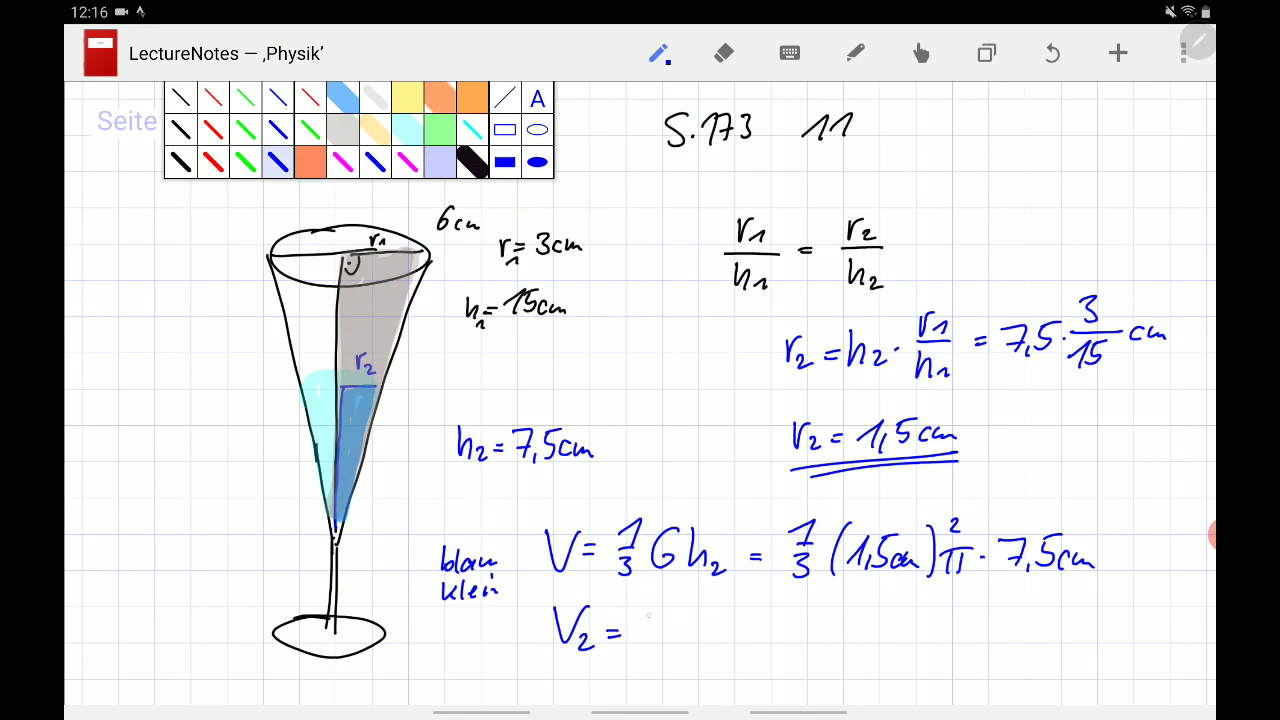 12:16
LectureNotes — ‚Physik‘
Seite
A
S.173 11
6cm
r₁
r₁ = 3cm
h₁ = 15cm
r₁/h₁ = r₂/h₂
r₂ = h₂ · r₁/h₁ = 7,5 · 3/15 cm
r₂
h₂ = 7,5cm
r₂ = 1,5cm
blau
klein
V = 1/3 G h₂ = 1/3 (1,5cm)² π · 7,5cm
V₂ =